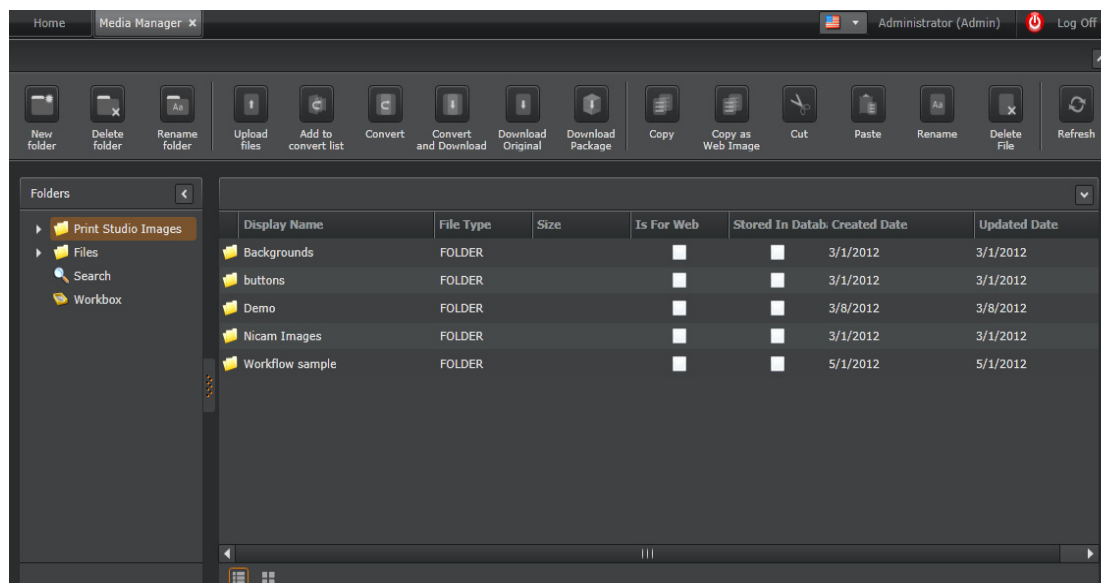 Home Media Manager × Administrator (Admin) Log Off
New folder
Delete folder
Rename folder
Upload files
Add to convert list
Convert
Convert and Download
Download Original
Download Package
Copy
Copy as Web Image
Cut
Paste
Rename
Delete File
Refresh
Folders
Print Studio Images
Files
Search
Workbox
Display Name File Type Size Is For Web Stored In Datab Created Date Updated Date
Backgrounds FOLDER 3/1/2012 3/1/2012
buttons FOLDER 3/1/2012 3/1/2012
Demo FOLDER 3/8/2012 3/8/2012
Nicam Images FOLDER 3/1/2012 3/1/2012
Workflow sample FOLDER 5/1/2012 5/1/2012